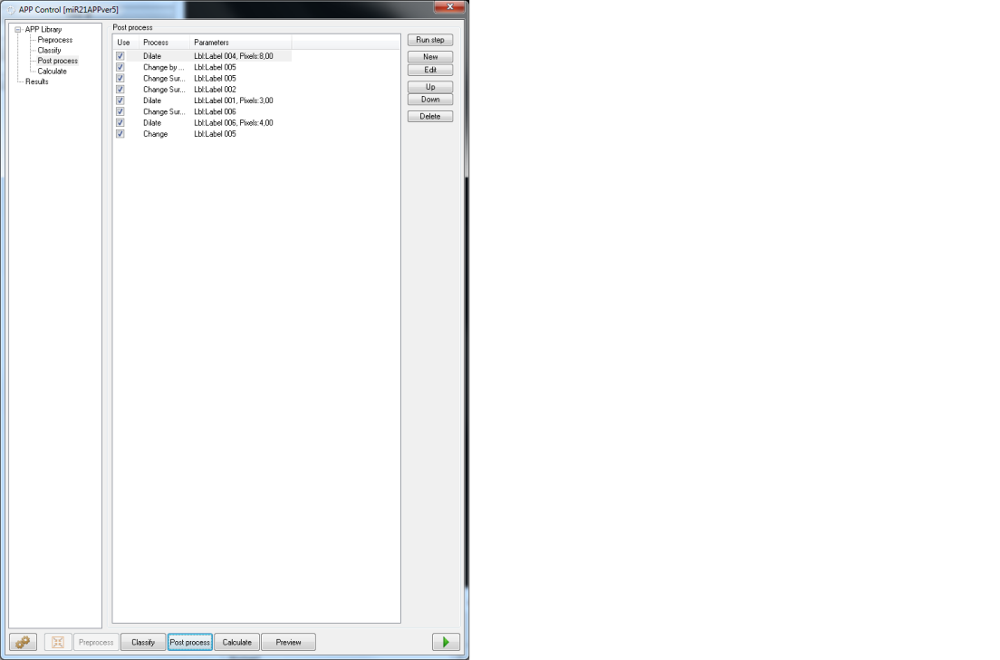 APP Control [miR21APPver5]
APP Library
Preprocess
Classify
Post process
Calculate
Results
Post process
Use Process Parameters
Dilate Lbl:Label 004, Pixels:8,00
Change by ... Lbl:Label 005
Change Sur... Lbl:Label 005
Change Sur... Lbl:Label 002
Dilate Lbl:Label 001, Pixels:3,00
Change Sur... Lbl:Label 006
Dilate Lbl:Label 006, Pixels:4,00
Change Lbl:Label 005
Run step
New
Edit
Up
Down
Delete
Preprocess Classify Post process Calculate Preview